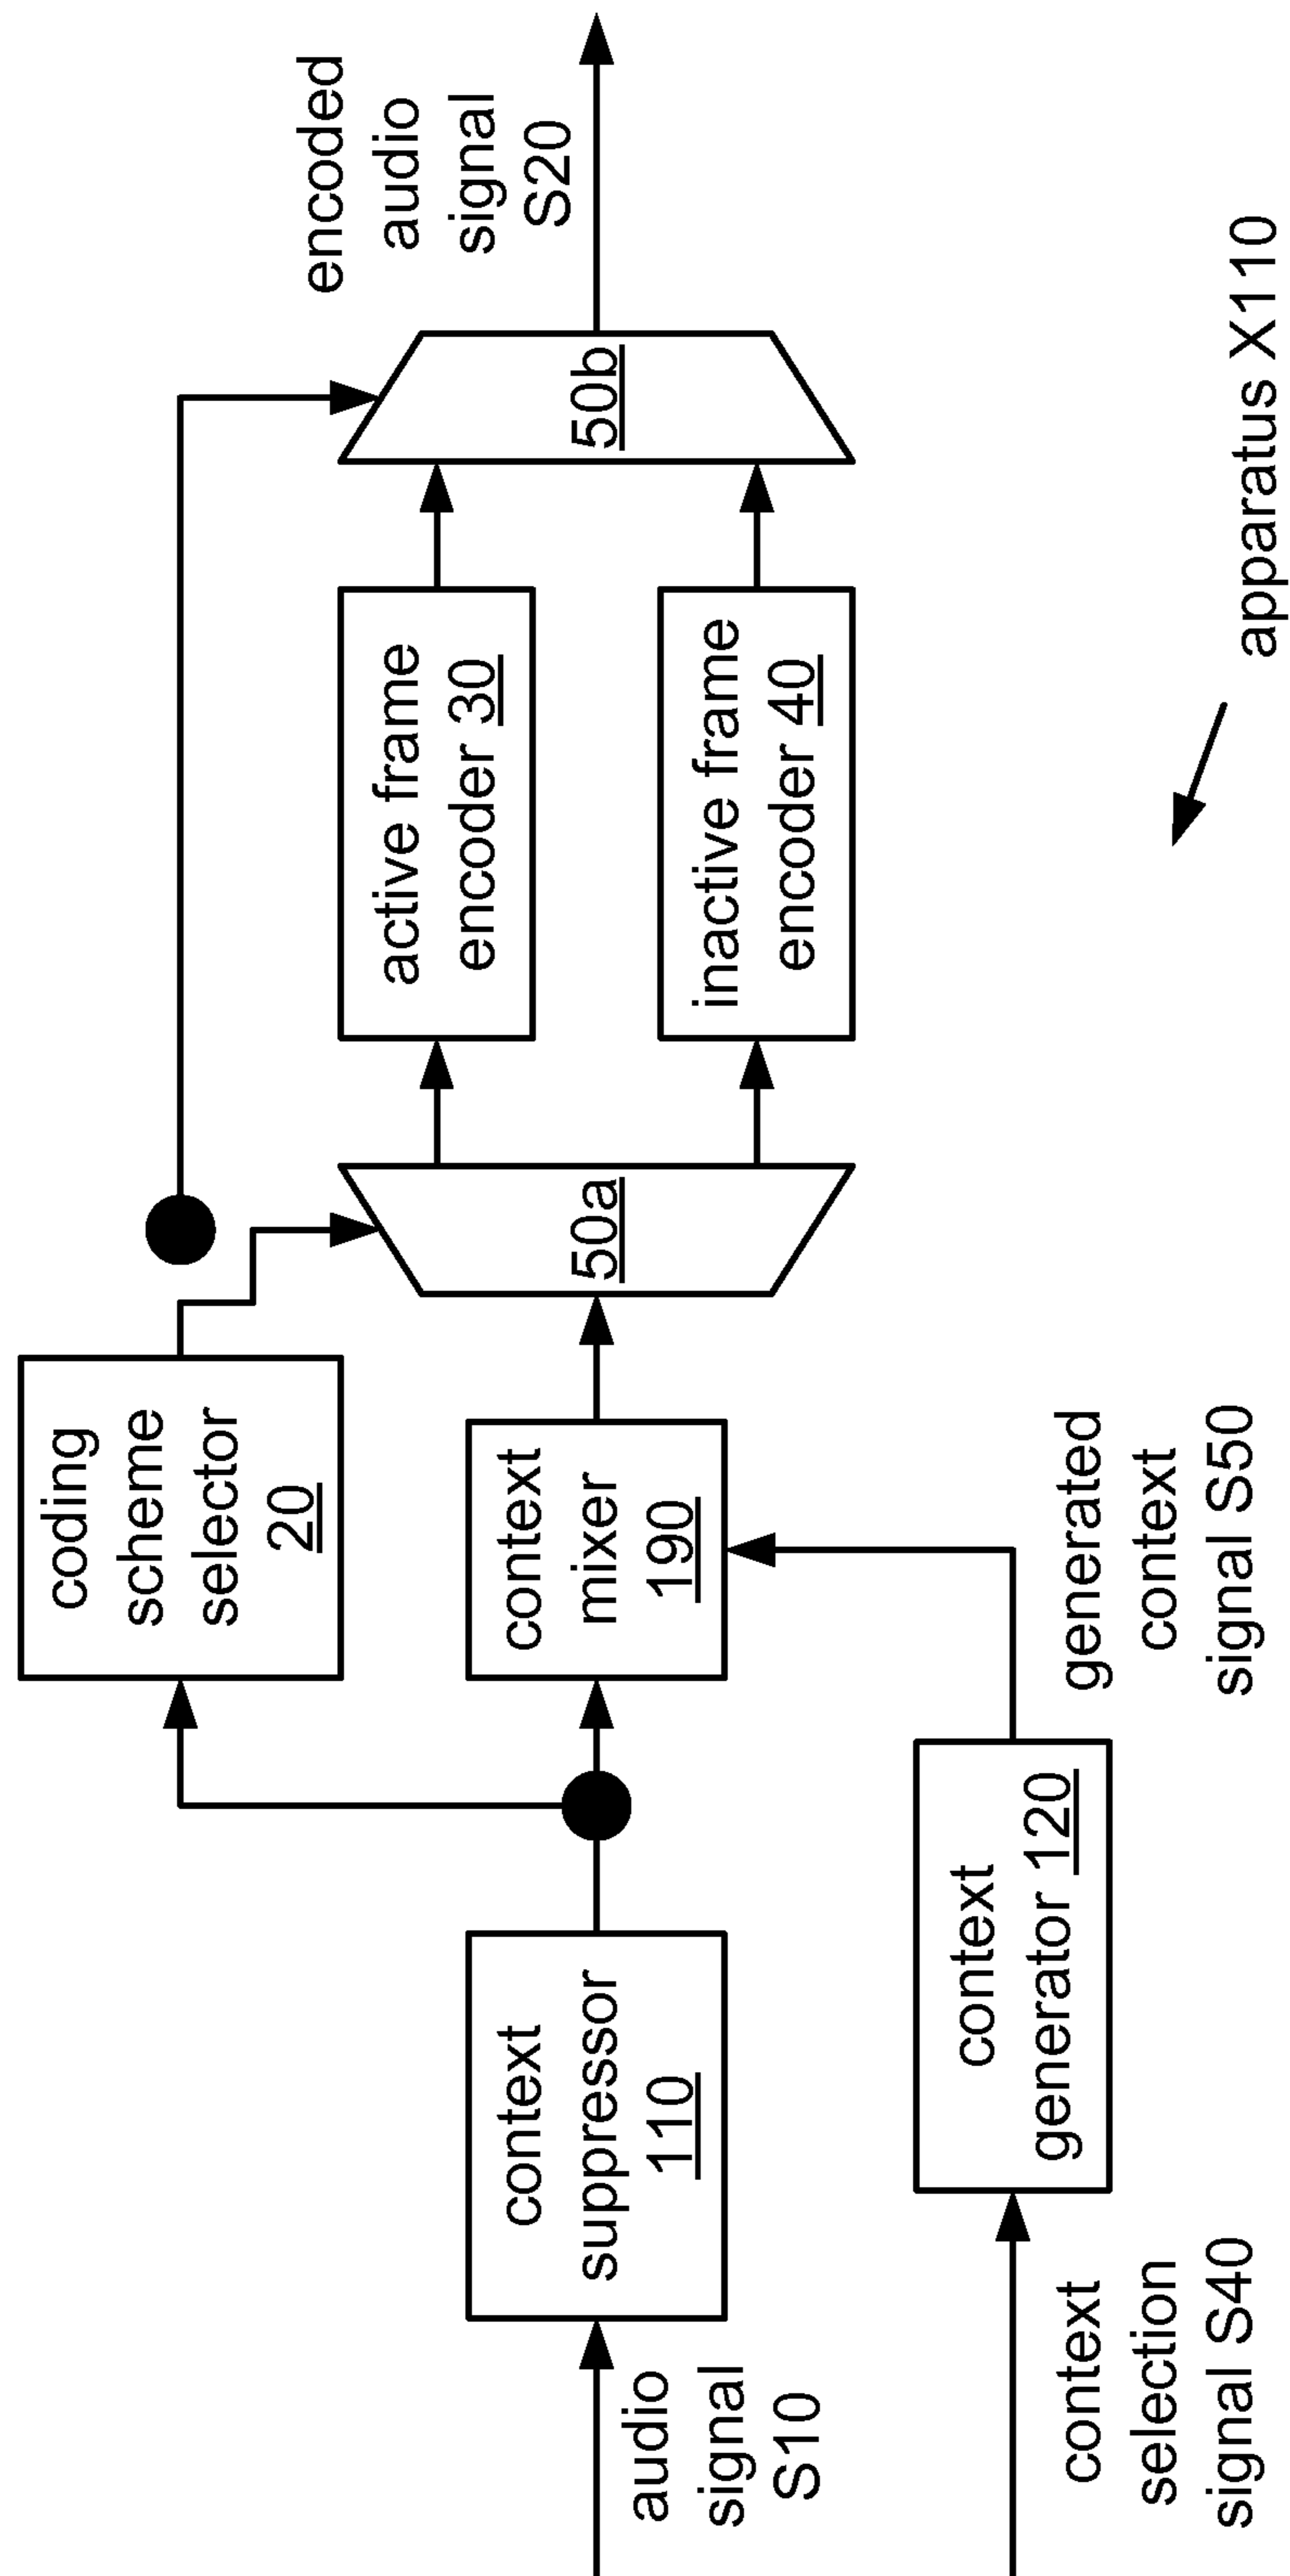 coding
scheme
selector
20
encoded
audio
signal
S20
context
suppressor
110
context
mixer
190
50a
active frame
encoder 30
inactive frame
encoder 40
50b
audio
signal
S10
context
generator 120
context
selection
signal S40
generated
context
signal S50
apparatus X110